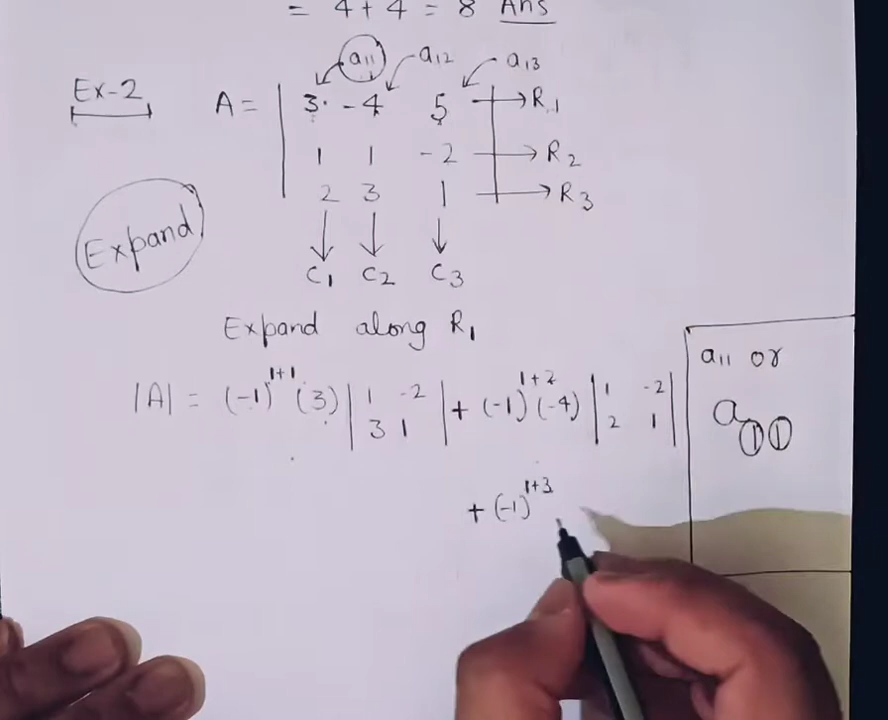 = 4 + 4 = 8 Ans
a11 a12 a13
Ex-2 A = | 3 -4 5 | → R1
1 1 -2 → R2
2 3 1 → R3
Expand
C1 C2 C3
Expand along R1
|A| = (-1)^1+1 (3) | 1 -2 | + (-1)^1+2 (-4) | 1 -2 |
3 1 2 1
+ (-1)^1+3
a11 or
a11